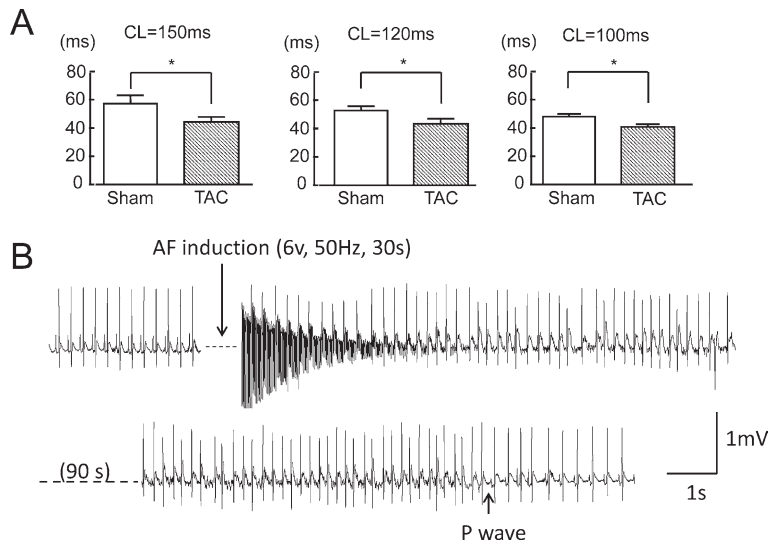 A
CL=150ms
CL=120ms
CL=100ms
(ms)
(ms)
(ms)
*
*
*
80
60
40
20
0
80
60
40
20
0
80
60
40
20
0
Sham
TAC
Sham
TAC
Sham
TAC
B
AF induction (6v, 50Hz, 30s)
(90 s)
1mV
1s
P wave